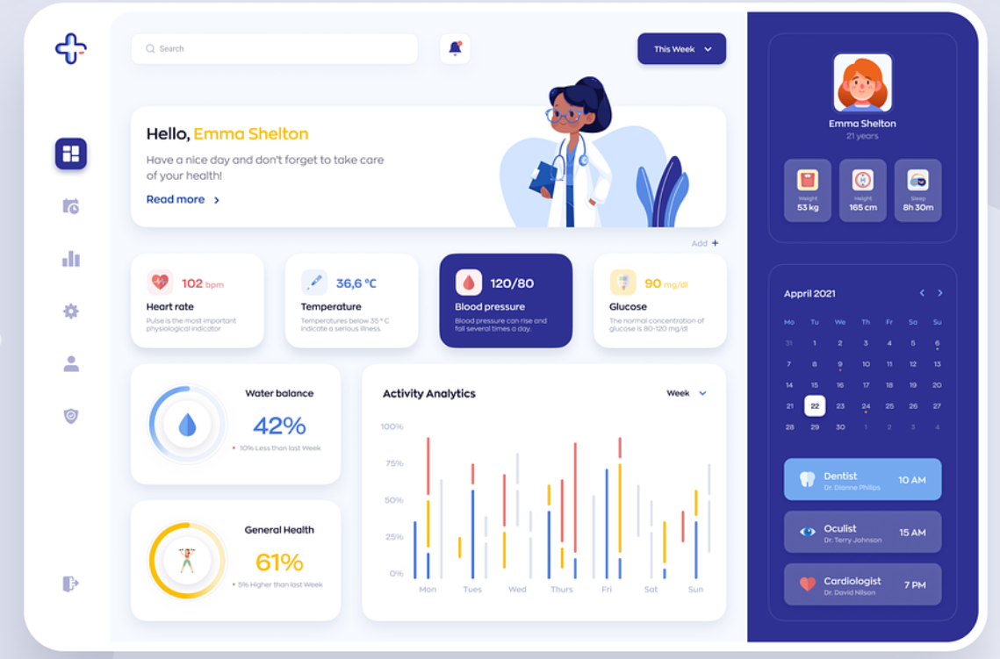 Search
This Week
Hello, Emma Shelton
Have a nice day and don't forget to take care
of your health!
Read more
Add +
102 bpm
Heart rate
Pulse is the most important
physiological indicator
36,6 °C
Temperature
Temperatures below 35 ° C
indicate a serious illness.
120/80
Blood pressure
Blood pressure can rise and
fall several times a day.
90 mg/dl
Glucose
The normal concentration of
glucose is 80-120 mg/dl
Water balance
42%
10% Less than last Week
General Health
61%
5% Higher than last Week
Activity Analytics
Week
100%
75%
50%
25%
0%
Mon Tues Wed Thurs Fri Sat Sun
Emma Shelton
21 years
Weight
53 kg
Height
165 cm
Sleep
8h 30m
Appril 2021
Mo Tu We Th Fr Sa Su
31 1 2 3 4 5 6
7 8 9 10 11 12 13
14 15 16 17 18 19 20
21 22 23 24 25 26 27
28 29 30 1 2 3 4
Dentist
Dr. Dianne Philips
10 AM
Oculist
Dr. Terry Johnson
15 AM
Cardiologist
Dr. David Nilson
7 PM